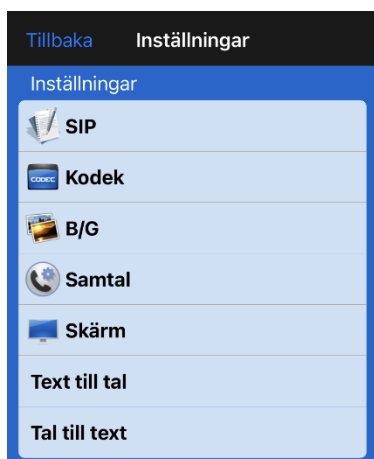 Tillbaka Inställningar
Inställningar
SIP
CODEC Kodek
B/G
Samtal
Skärm
Text till tal
Tal till text